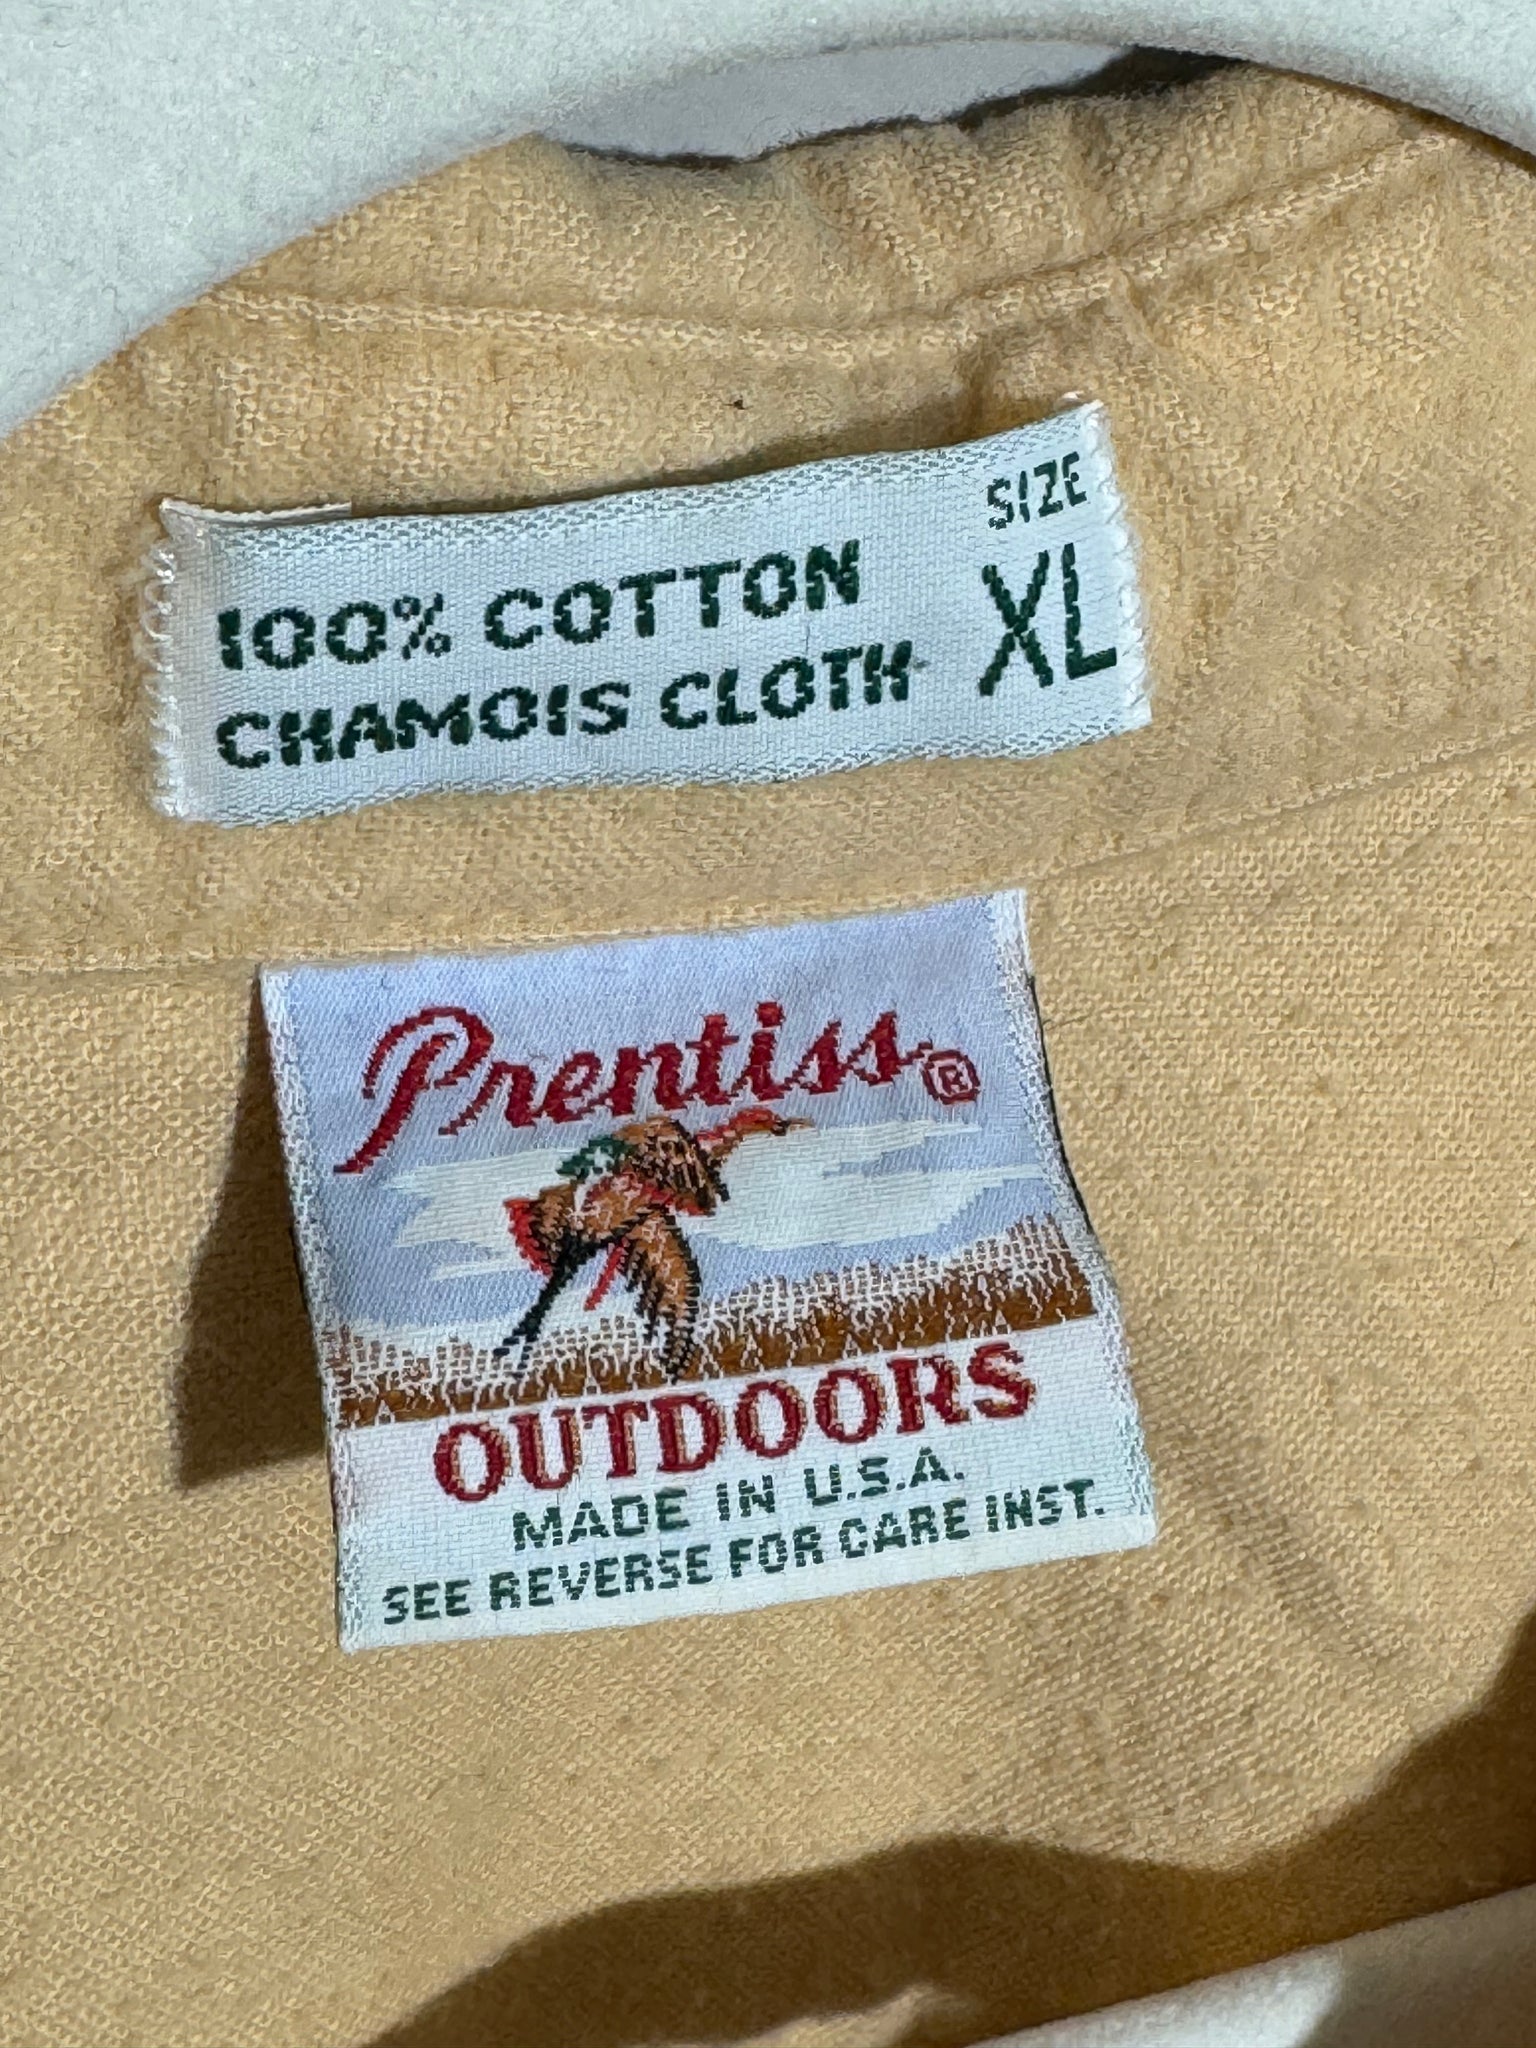 SIZE
100% COTTON
XL
CHAMOIS CLOTH
Prentiss®
OUTDOORS
MADE IN U.S.A.
SEE REVERSE FOR CARE INST.